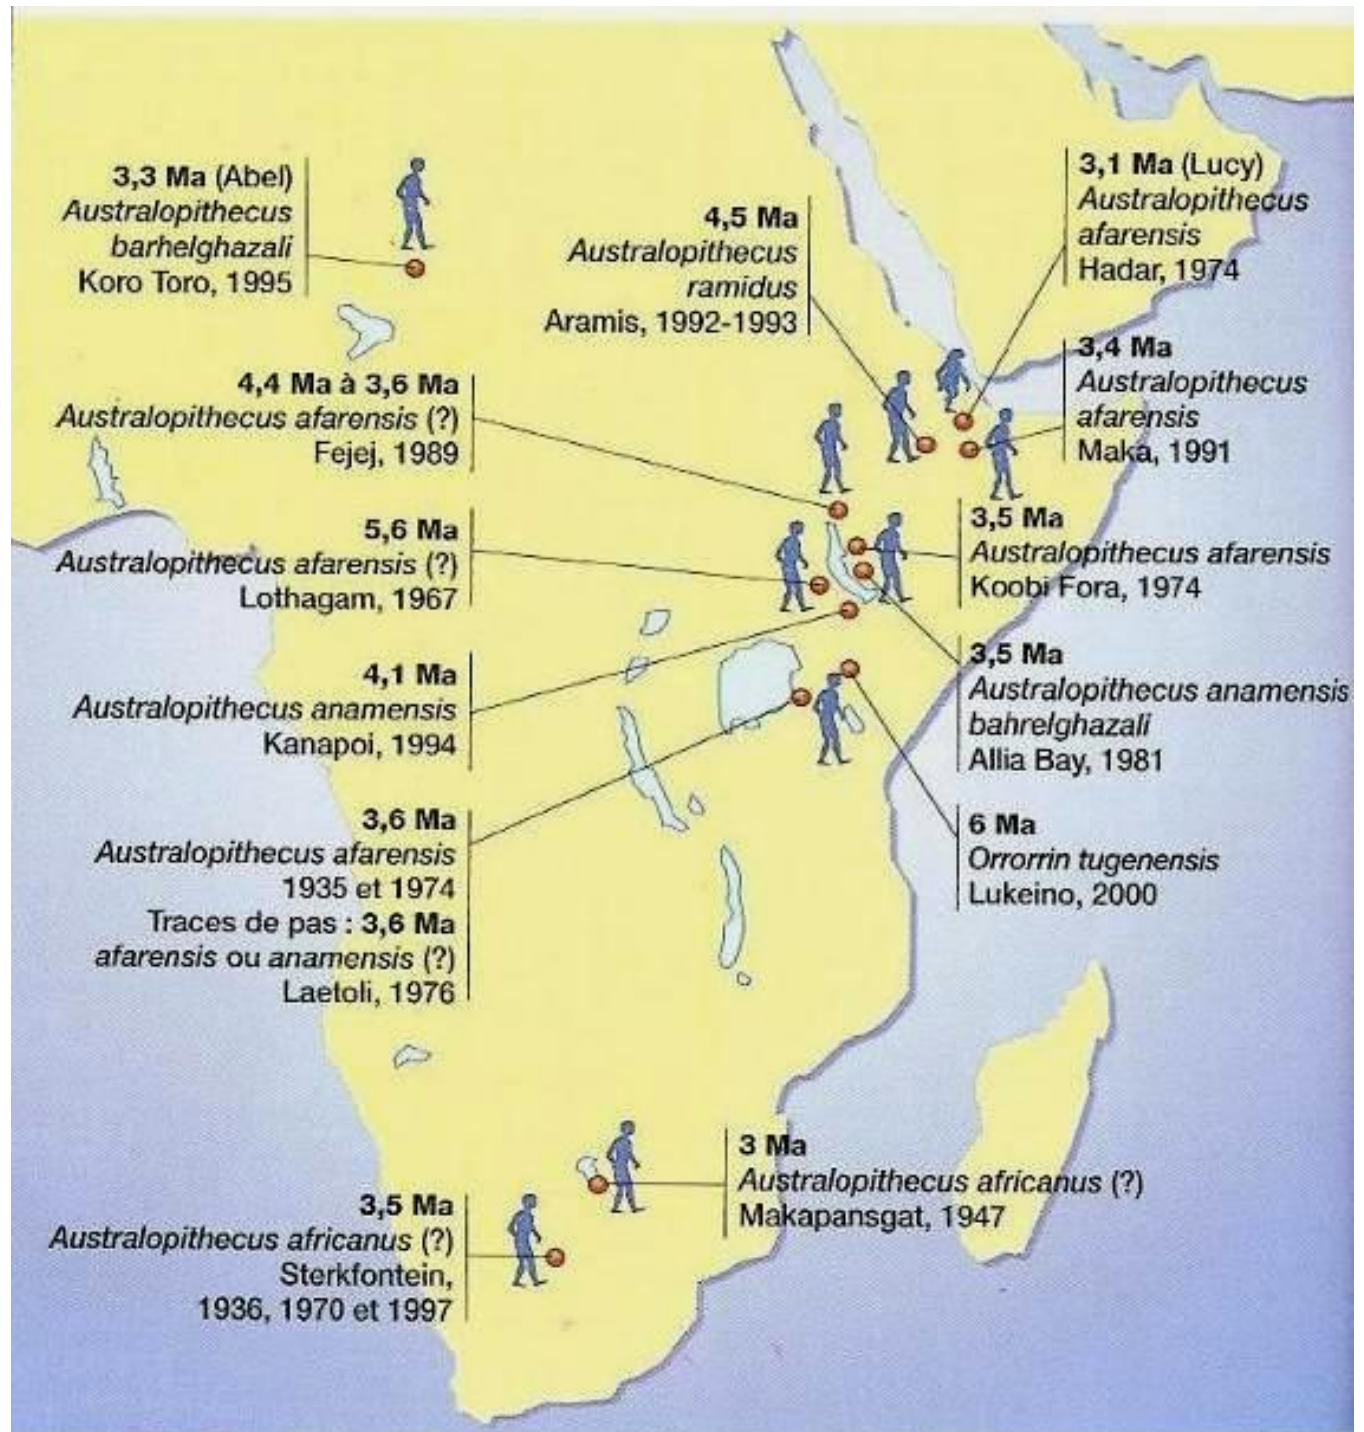 3,3 Ma (Abel)
Australopithecus
barhelghazali
Koro Toro, 1995
4,5 Ma
Australopithecus
ramidus
Aramis, 1992-1993
3,1 Ma (Lucy)
Australopithecus
afarensis
Hadar, 1974
3,4 Ma
Australopithecus
afarensis
Maka, 1991
4,4 Ma à 3,6 Ma
Australopithecus afarensis (?)
Fejej, 1989
3,5 Ma
Australopithecus afarensis
Koobi Fora, 1974
5,6 Ma
Australopithecus afarensis (?)
Lothagam, 1967
3,5 Ma
Australopithecus anamensis
bahrelghazali
Allia Bay, 1981
4,1 Ma
Australopithecus anamensis
Kanapoi, 1994
6 Ma
Orrorrin tugenensis
Lukeino, 2000
3,6 Ma
Australopithecus afarensis
1935 et 1974
Traces de pas : 3,6 Ma
afarensis ou anamensis (?)
Laetoli, 1976
3 Ma
Australopithecus africanus (?)
Makapansgat, 1947
3,5 Ma
Australopithecus africanus (?)
Sterkfontein,
1936, 1970 et 1997